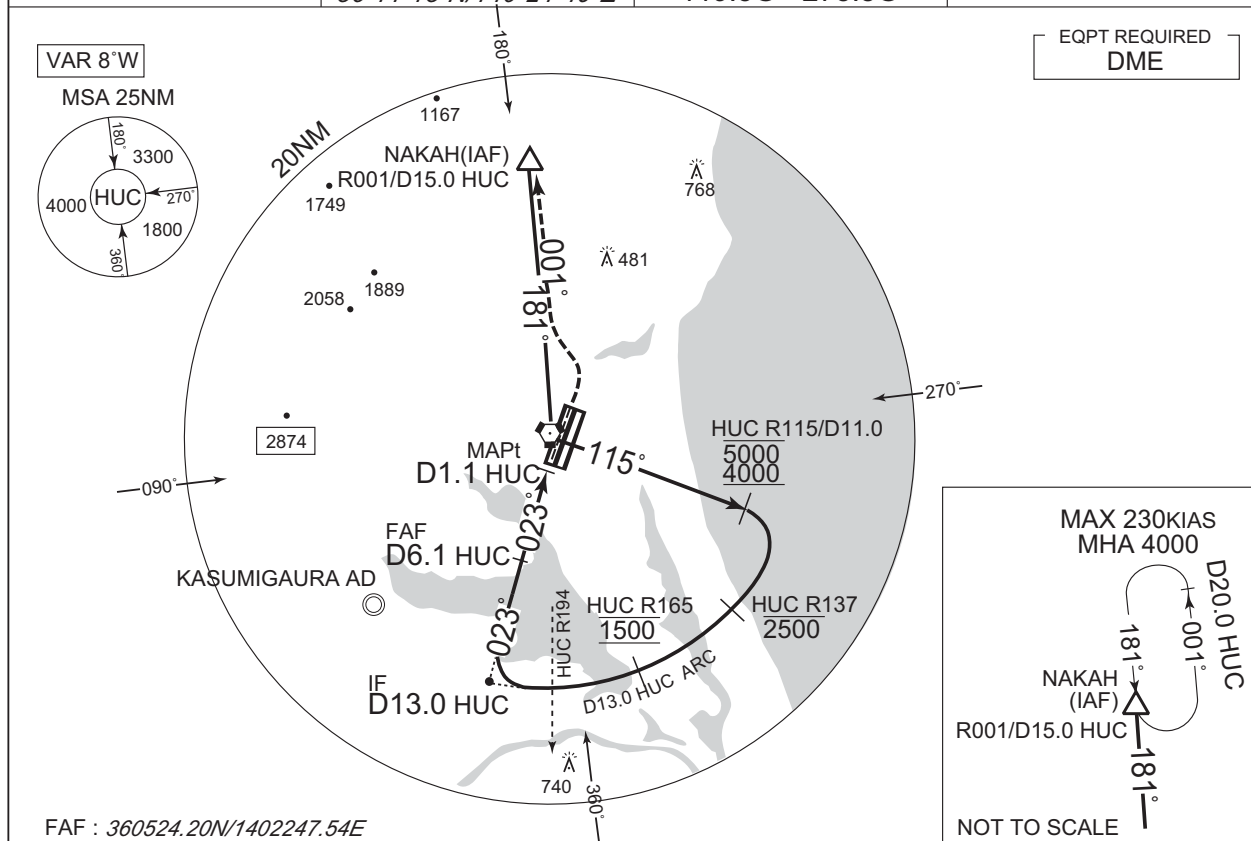 180°
VAR 8°W
MSA 25NM
180°
3300
4000
HUC
270°
1800
360°
EQPT REQUIRED
DME
1167
20NM
NAKAH(IAF)
R001/D15.0 HUC
768
1749
001°
481
181°
1889
2058
270°
2874
MAPt
D1.1 HUC
115°
HUC R115/D11.0
5000
4000
090°
023°
FAF
D6.1 HUC
KASUMIGAURA AD
HUC R194
HUC R165
1500
HUC R137
2500
023°
IF
D13.0 HUC
D13.0 HUC ARC
740
360°
MAX 230KIAS
MHA 4000
D20.0 HUC
181°
001°
NAKAH
(IAF)
R001/D15.0 HUC
181°
NOT TO SCALE
FAF : 360524.20N/1402247.54E